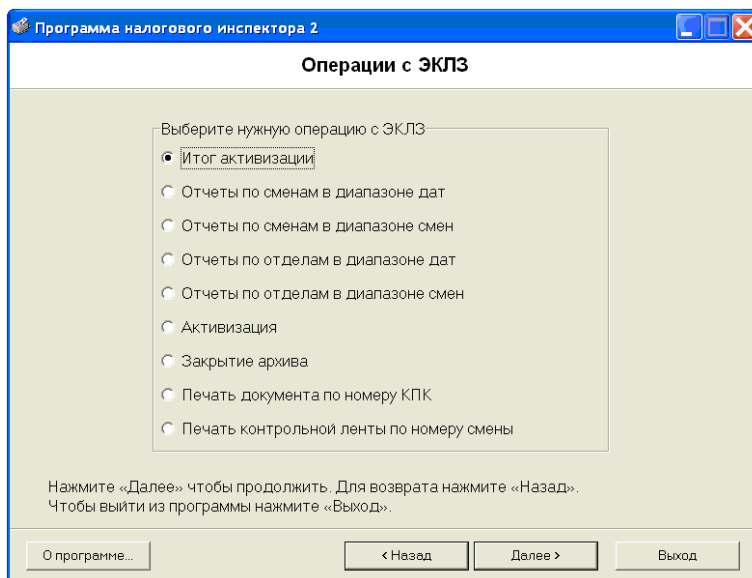 Программа налогового инспектора 2
Операции с ЭКЛЗ
Выберите нужную операцию с ЭКЛЗ
Итог активизации
Отчеты по сменам в диапазоне дат
Отчеты по сменам в диапазоне смен
Отчеты по отделам в диапазоне дат
Отчеты по отделам в диапазоне смен
Активизация
Закрытие архива
Печать документа по номеру КПК
Печать контрольной ленты по номеру смены
Нажмите «Далее» чтобы продолжить. Для возврата нажмите «Назад».
Чтобы выйти из программы нажмите «Выход».
О программе... < Назад Далее > Выход